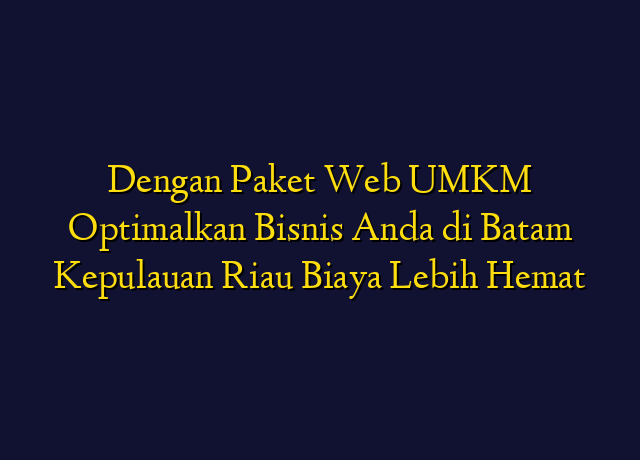 Dengan Paket Web UMKM
Optimalkan Bisnis Anda di Batam
Kepulauan Riau Biaya Lebih Hemat